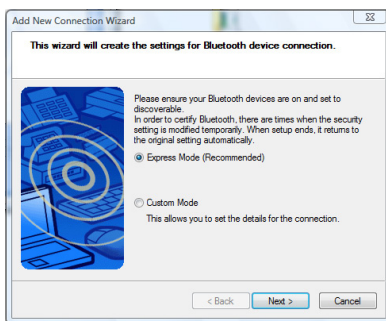 Add New Connection Wizard
This wizard will create the settings for Bluetooth device connection.
Please ensure your Bluetooth devices are on and set to
discoverable.
In order to certify Bluetooth, there are times when the security
setting is modified temporarily. When setup ends, it returns to
the original setting automatically.
Express Mode (Recommended)
Custom Mode
This allows you to set the details for the connection.
< Back Next > Cancel